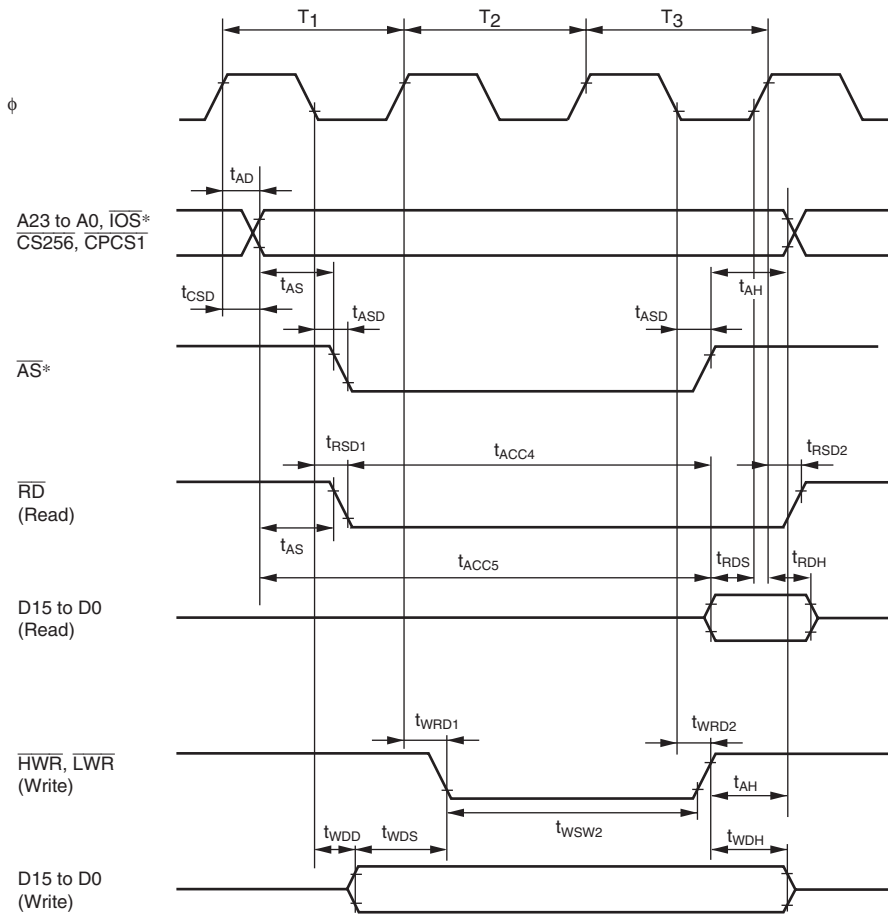 T1 T2 T3
φ
tAD
A23 to A0, IOS*
CS256, CPCS1
tAS tAH
tCSD tASD tASD
AS*
tRSD1 tACC4 tRSD2
RD
(Read)
tAS
tACC5 tRDS tRDH
D15 to D0
(Read)
tWRD1 tWRD2
HWR, LWR
(Write)
tAH
tWSW2
tWDD tWDS tWDH
D15 to D0
(Write)